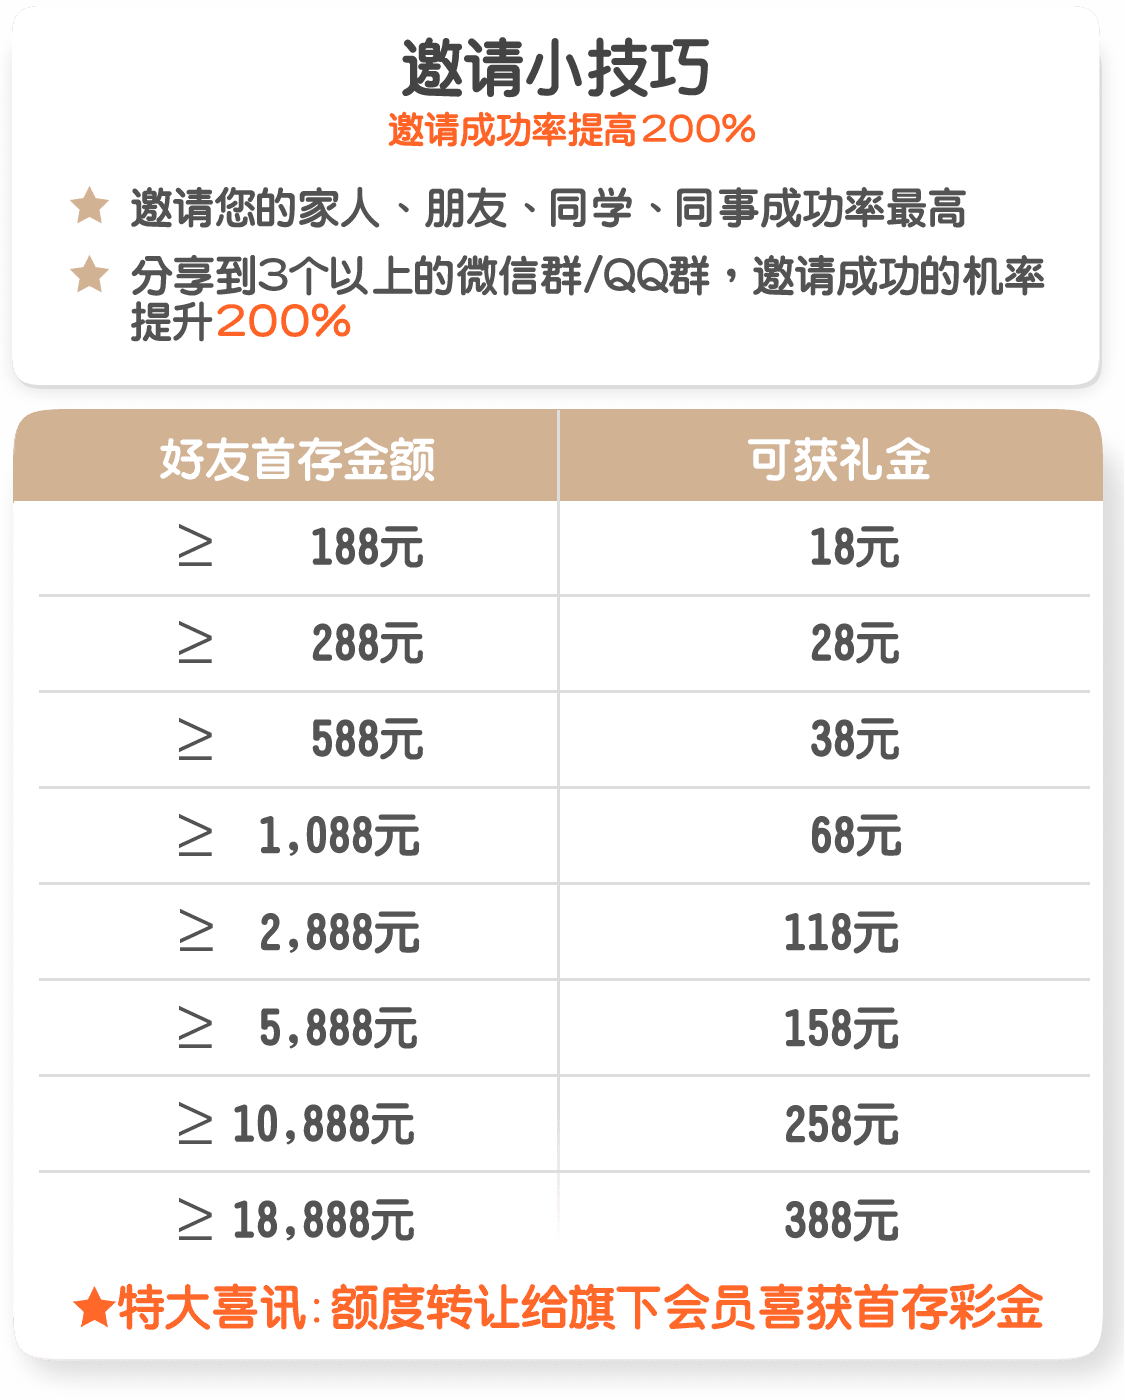 邀请小技巧
邀请成功率提高200%
★ 邀请您的家人、朋友、同学、同事成功率最高
★ 分享到3个以上的微信群/QQ群，邀请成功的机率
提升200%
好友首存金额 可获礼金
≥ 188元 18元
≥ 288元 28元
≥ 588元 38元
≥ 1,088元 68元
≥ 2,888元 118元
≥ 5,888元 158元
≥ 10,888元 258元
≥ 18,888元 388元
★特大喜讯:额度转让给旗下会员喜获首存彩金